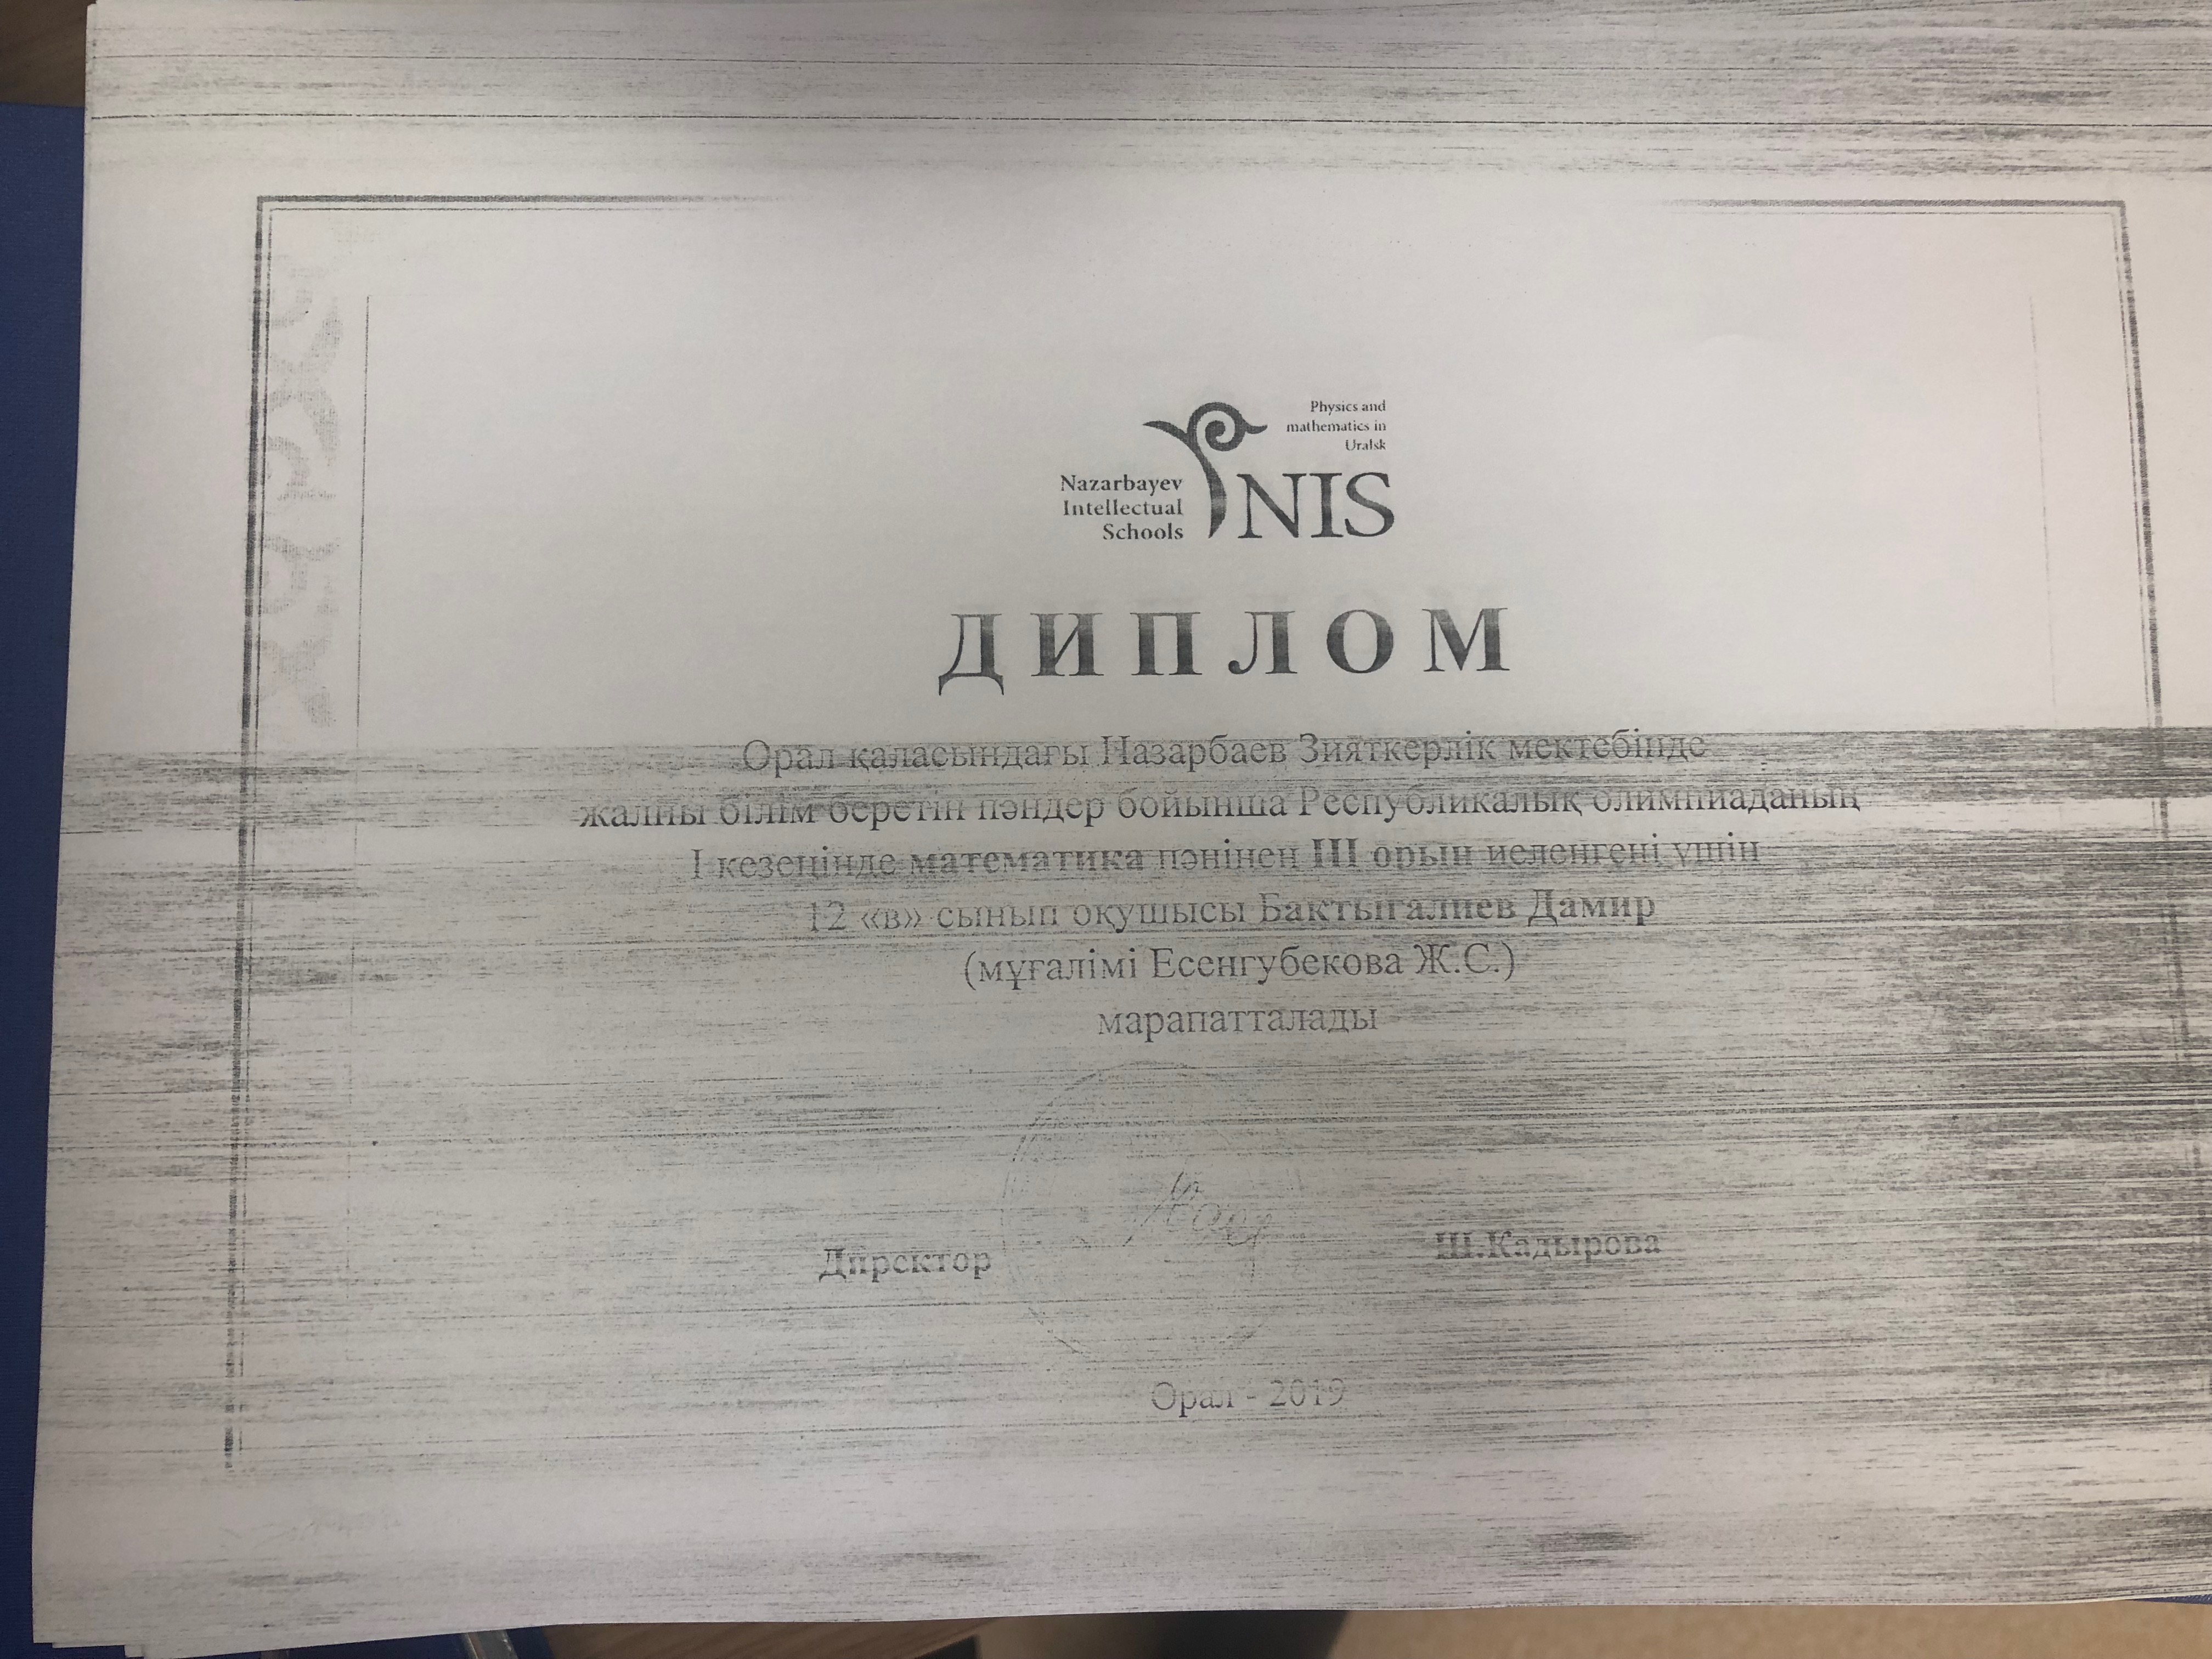 Physics and
mathematics in
Uralsk
Nazarbayev
Intellectual
Schools
NIS
ДИПЛОМ
Орал қаласындағы Назарбаев Зияткерлік мектебінде
жалпы білім беретін пәндер бойынша Республикалық олимпиаданың
І кезеңінде математика пәнінен ІІІ орын иеленгені үшін
12 «в» сынып оқушысы Бақтығалиев Дамир
(мұғалімі Есенгубекова Ж.С.)
марапатталады
Директор
Ш.Кадырова
Орал - 2019